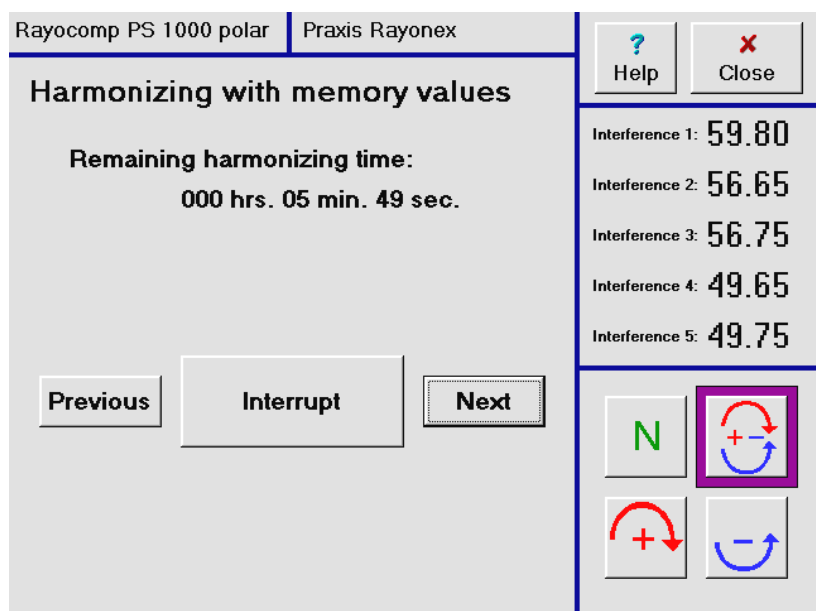 Rayocomp PS 1000 polar
Praxis Rayonex
?
Help
×
Close
Harmonizing with memory values
Remaining harmonizing time:
000 hrs. 05 min. 49 sec.
Previous
Interrupt
Next
Interference 1: 59.80
Interference 2: 56.65
Interference 3: 56.75
Interference 4: 49.65
Interference 5: 49.75
N
+ −
+
−